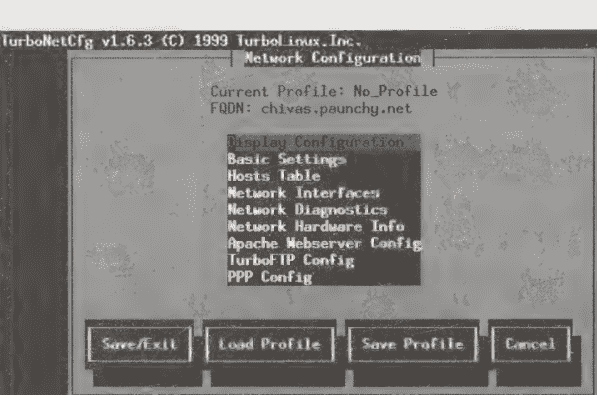 TurboNetCfg v1.6.3 (C) 1999 TurboLinux.Inc.
Network Configuration
Current Profile: No_Profile
FQDN: chivas.paunchy.net
Display Configuration
Basic Settings
Hosts Table
Network Interfaces
Network Diagnostics
Network Hardware Info
Apache Webserver Config
TurboFTP Config
PPP Config
Save/Exit Load Profile Save Profile Cancel